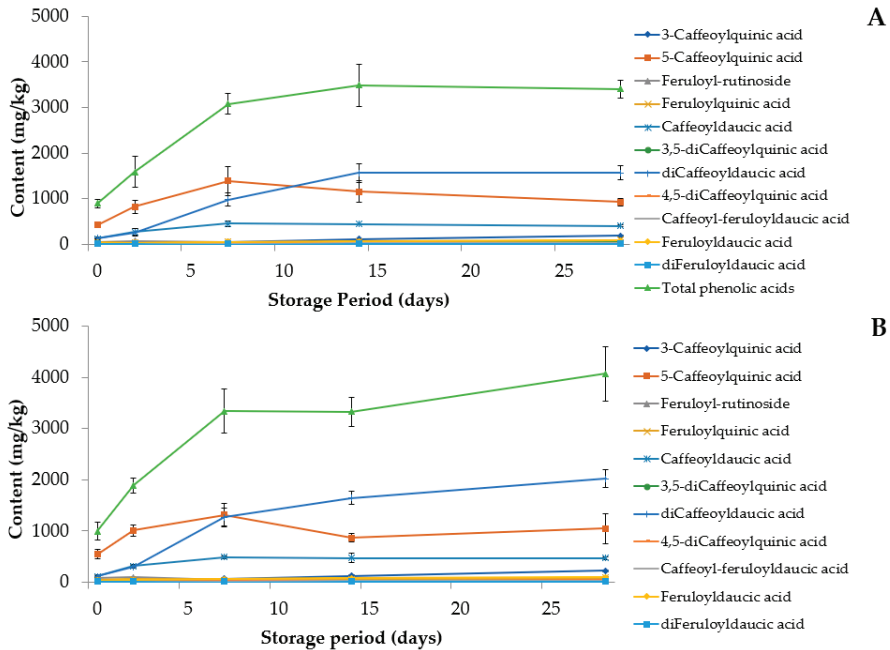 A
5000
4000
3000
2000
1000
0
Content (mg/kg)
0 5 10 15 20 25
Storage Period (days)
3-Caffeoylquinic acid
5-Caffeoylquinic acid
Feruloyl-rutinoside
Feruloylquinic acid
Caffeoyldaucic acid
3,5-diCaffeoylquinic acid
diCaffeoyldaucic acid
4,5-diCaffeoylquinic acid
Caffeoyl-feruloyldaucic acid
Feruloyldaucic acid
diFeruloyldaucic acid
Total phenolic acids
B
5000
4000
3000
2000
1000
0
Content (mg/kg)
0 5 10 15 20 25
Storage period (days)
3-Caffeoylquinic acid
5-Caffeoylquinic acid
Feruloyl-rutinoside
Feruloylquinic acid
Caffeoyldaucic acid
3,5-diCaffeoylquinic acid
diCaffeoyldaucic acid
4,5-diCaffeoylquinic acid
Caffeoyl-feruloyldaucic acid
Feruloyldaucic acid
diFeruloyldaucic acid